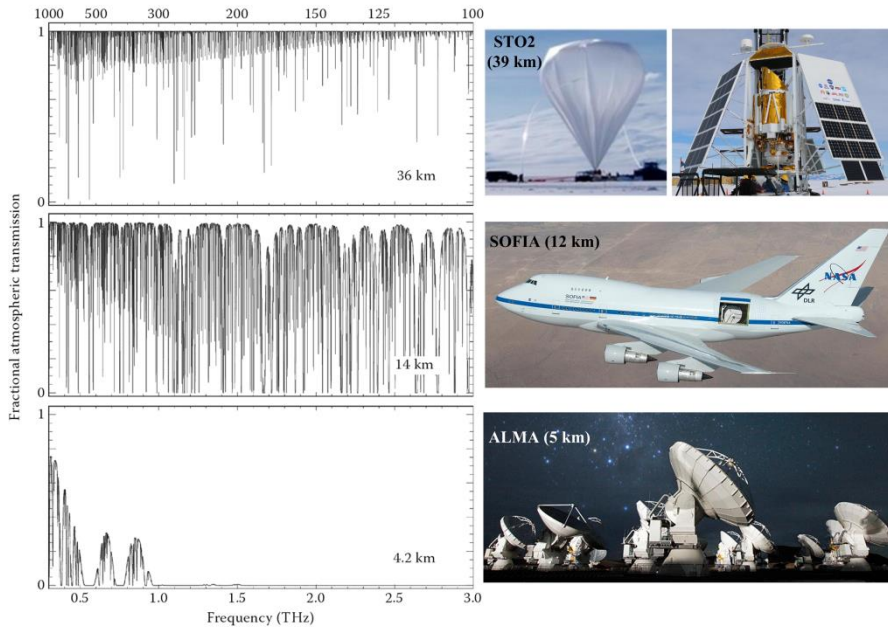 1000 500 300 200 150 125 100
1
Fractional atmospheric transmission
36 km
0
1
14 km
0
1
4.2 km
0
0.5 1.0 1.5 2.0 2.5 3.0
Frequency (THz)
STO2
(39 km)
SOFIA (12 km)
NASA
DLR
SOFIA
ALMA (5 km)